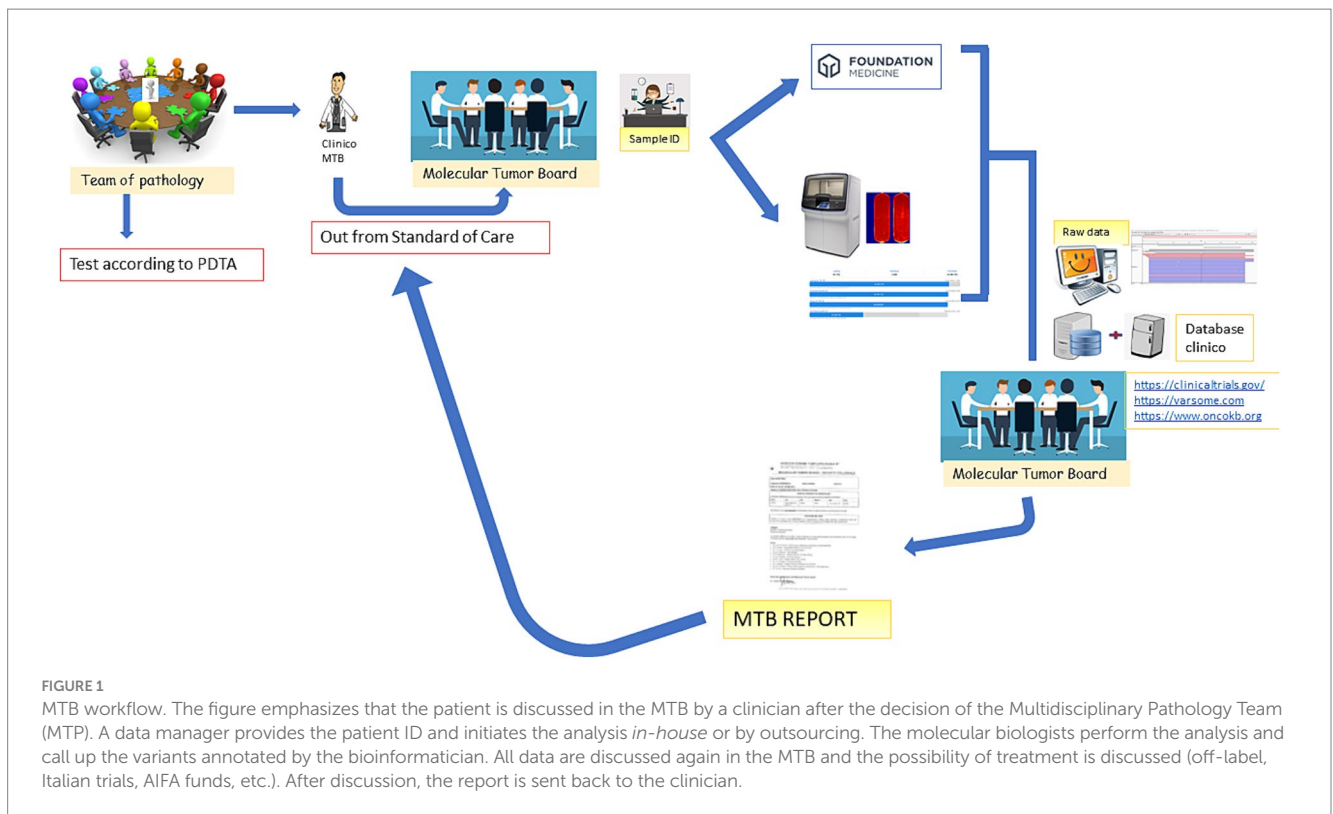 FOUNDATION
MEDICINE
Clinico
MTB
Sample ID
Molecular Tumor Board
Team of pathology
Out from Standard of Care
Test according to PDTA
Raw data
Database
clinico
https://clinicaltrials.gov/
https://varsome.com
https://www.oncokb.org
Molecular Tumor Board
MTB REPORT
FIGURE 1
MTB workflow. The figure emphasizes that the patient is discussed in the MTB by a clinician after the decision of the Multidisciplinary Pathology Team
(MTP). A data manager provides the patient ID and initiates the analysis in-house or by outsourcing. The molecular biologists perform the analysis and
call up the variants annotated by the bioinformatician. All data are discussed again in the MTB and the possibility of treatment is discussed (off-label,
Italian trials, AIFA funds, etc.). After discussion, the report is sent back to the clinician.